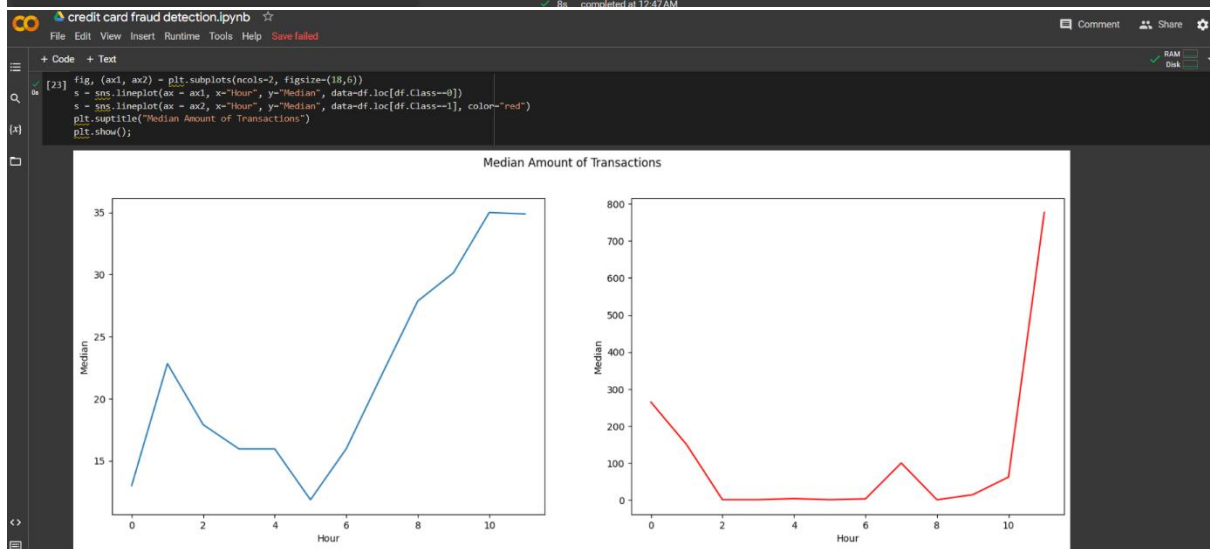 8s completed at 12:47 AM
CO credit card fraud detection.ipynb
Comment Share
File Edit View Insert Runtime Tools Help Save failed
+ Code + Text
RAM
Disk
[23] fig, (ax1, ax2) = plt.subplots(ncols=2, figsize=(18,6))
0s s = sns.lineplot(ax = ax1, x="Hour", y="Median", data=df.loc[df.Class==0])
s = sns.lineplot(ax = ax2, x="Hour", y="Median", data=df.loc[df.Class==1], color="red")
plt.suptitle("Median Amount of Transactions")
{x} plt.show();
Median Amount of Transactions
35
30
25
20
15
Median
0 2 4 6 8 10
Hour
800
700
600
500
400
300
200
100
0
Median
0 2 4 6 8 10
Hour
<>